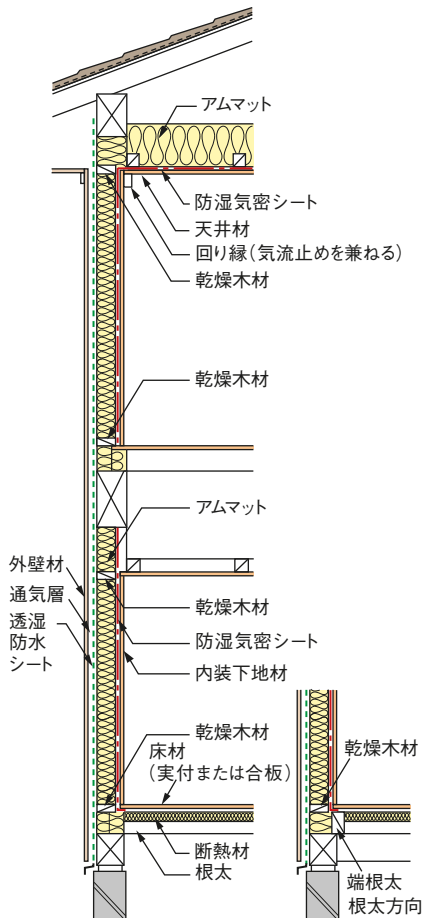 アムマット
防湿気密シート
天井材
回り縁(気流止めを兼ねる)
乾燥木材
乾燥木材
アムマット
外壁材
通気層
透湿
防水
シート
乾燥木材
防湿気密シート
内装下地材
乾燥木材
床材
(実付または合板)
断熱材
根太
乾燥木材
端根太
根太方向